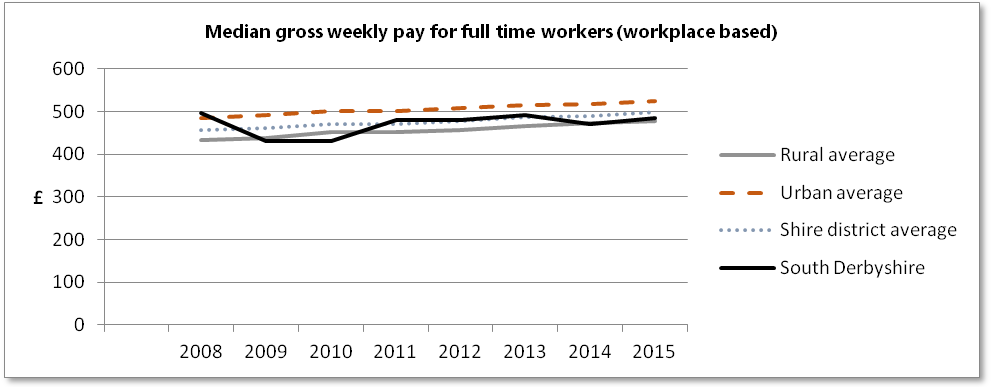 Median gross weekly pay for full time workers (workplace based)
600
500
400
300
200
100
0
£
2008 2009 2010 2011 2012 2013 2014 2015
Rural average
Urban average
Shire district average
South Derbyshire